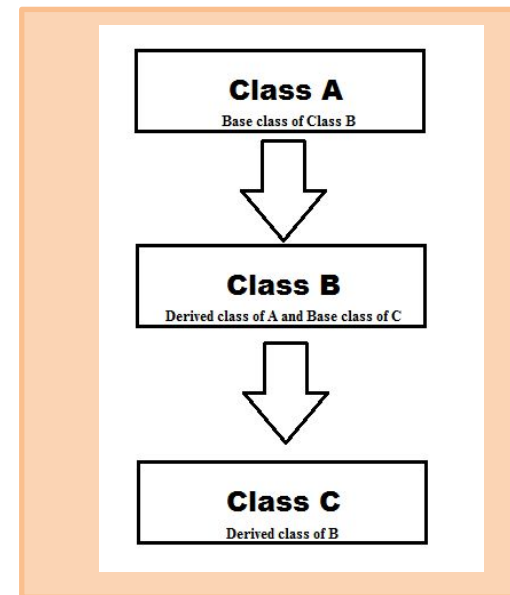 Class A
Base class of Class B
Class B
Derived class of A and Base class of C
Class C
Derived class of B